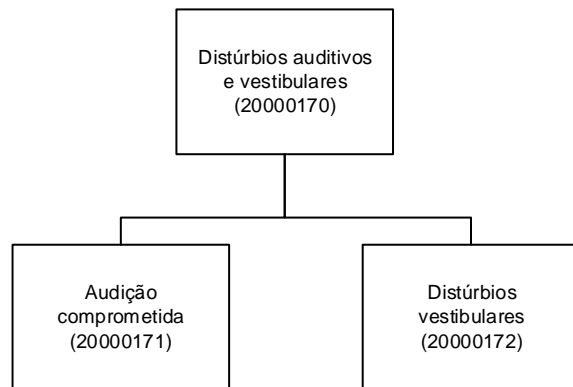 Distúrbios auditivos
e vestibulares
(20000170)
Audição
comprometida
(20000171)
Distúrbios
vestibulares
(20000172)